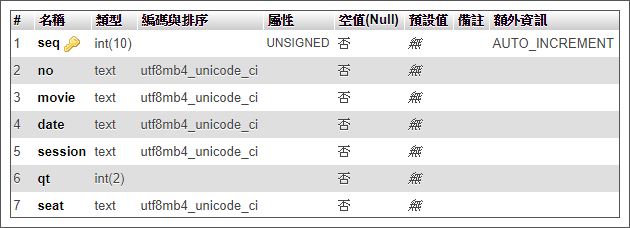 # 名稱 類型 編碼與排序 屬性 空值(Null) 預設值 備註 額外資訊
1 seq int(10) UNSIGNED 否 無 AUTO_INCREMENT
2 no text utf8mb4_unicode_ci 否 無
3 movie text utf8mb4_unicode_ci 否 無
4 date text utf8mb4_unicode_ci 否 無
5 session text utf8mb4_unicode_ci 否 無
6 qt int(2) 否 無
7 seat text utf8mb4_unicode_ci 否 無